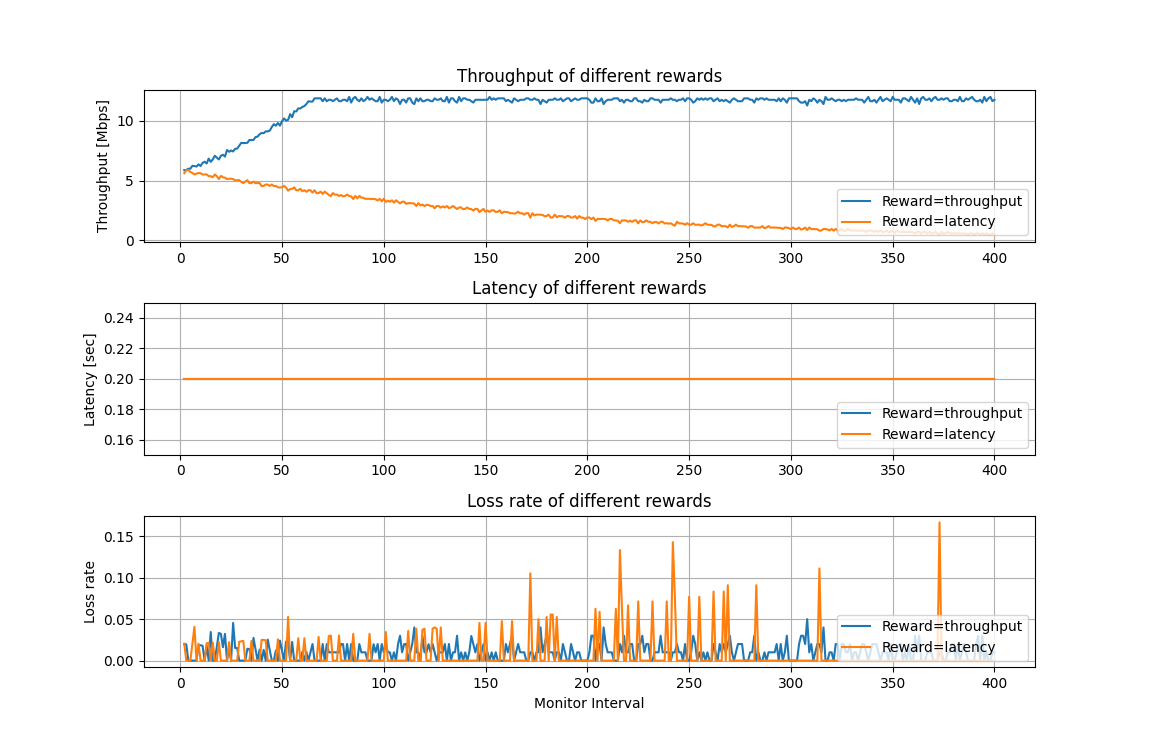 Throughput of different rewards
Throughput [Mbps]
10
5
0
Reward=throughput
Reward=latency
0 50 100 150 200 250 300 350 400
Latency of different rewards
Latency [sec]
0.24
0.22
0.20
0.18
0.16
Reward=throughput
Reward=latency
0 50 100 150 200 250 300 350 400
Loss rate of different rewards
Loss rate
0.15
0.10
0.05
0.00
Reward=throughput
Reward=latency
0 50 100 150 200 250 300 350 400
Monitor Interval